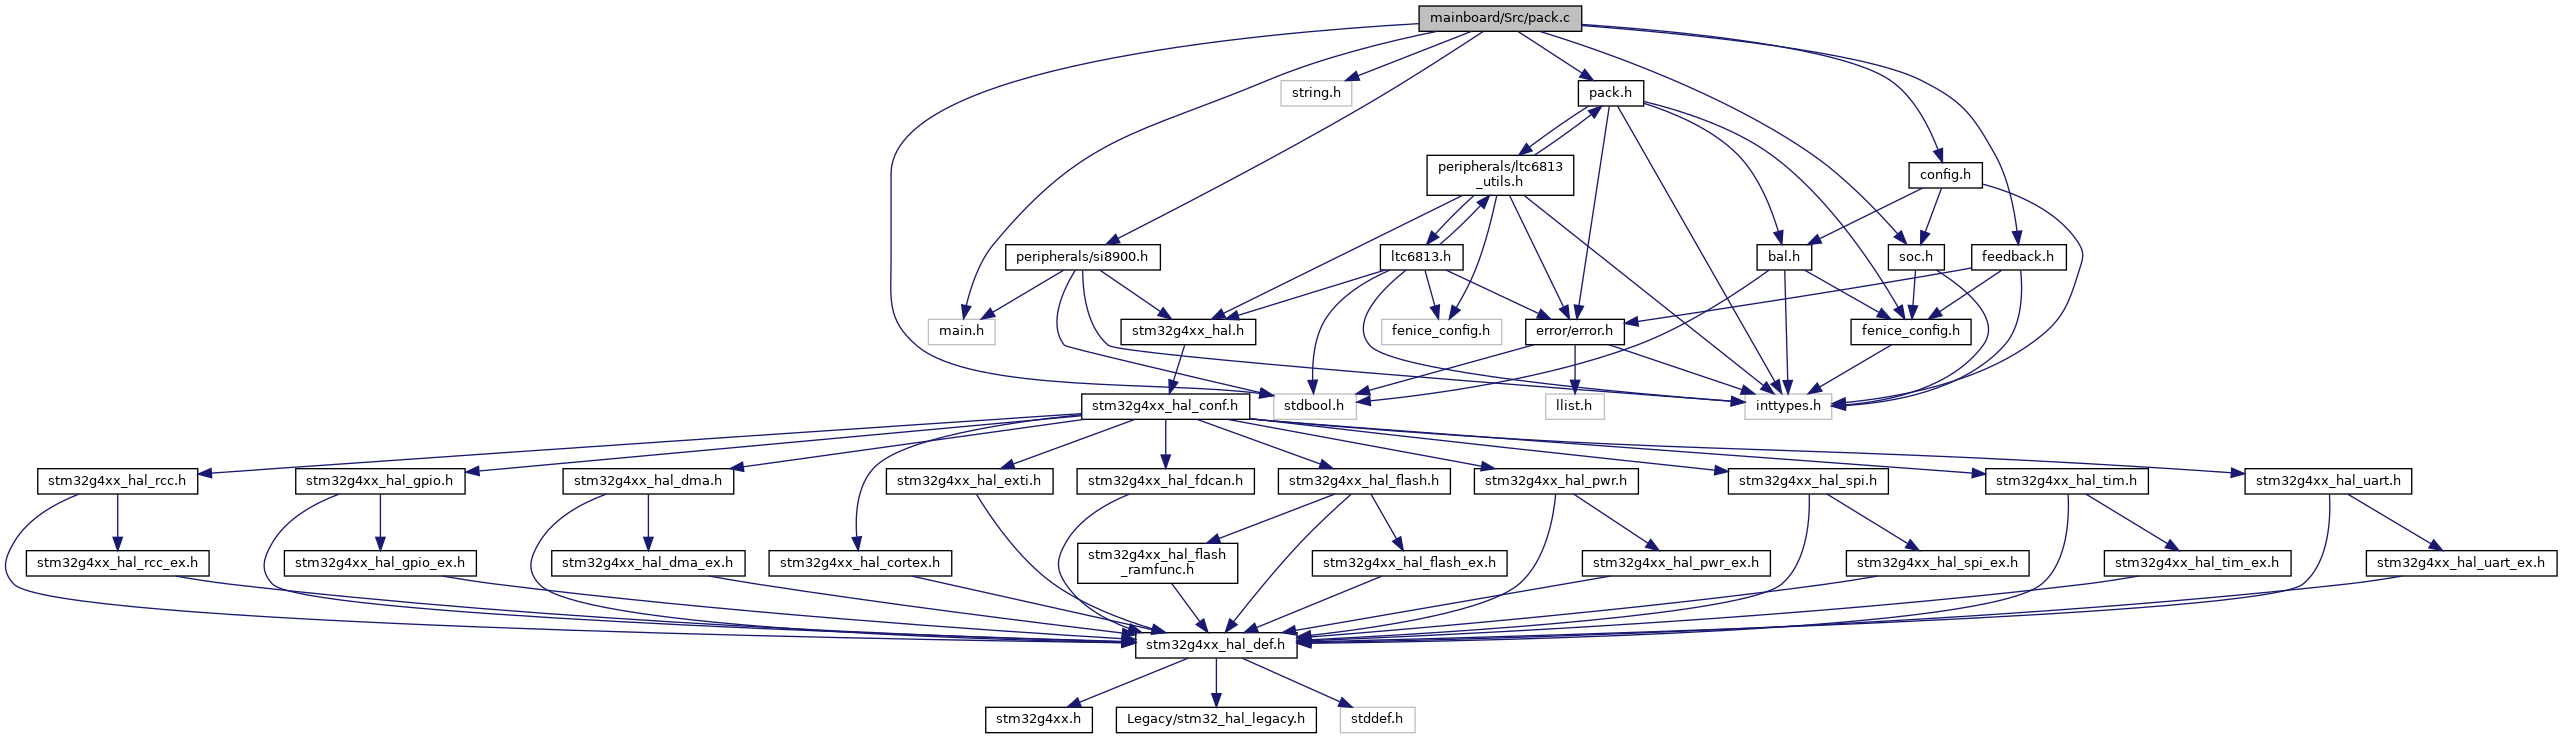 mainboard/Src/pack.c
string.h
pack.h
peripherals/ltc6813
_utils.h
config.h
peripherals/si8900.h
ltc6813.h
bal.h
soc.h
feedback.h
main.h
stm32g4xx_hal.h
fenice_config.h
error/error.h
fenice_config.h
stm32g4xx_hal_conf.h
stdbool.h
llist.h
inttypes.h
stm32g4xx_hal_rcc.h
stm32g4xx_hal_gpio.h
stm32g4xx_hal_dma.h
stm32g4xx_hal_exti.h
stm32g4xx_hal_fdcan.h
stm32g4xx_hal_flash.h
stm32g4xx_hal_pwr.h
stm32g4xx_hal_spi.h
stm32g4xx_hal_tim.h
stm32g4xx_hal_uart.h
stm32g4xx_hal_rcc_ex.h
stm32g4xx_hal_gpio_ex.h
stm32g4xx_hal_dma_ex.h
stm32g4xx_hal_cortex.h
stm32g4xx_hal_flash
_ramfunc.h
stm32g4xx_hal_flash_ex.h
stm32g4xx_hal_pwr_ex.h
stm32g4xx_hal_spi_ex.h
stm32g4xx_hal_tim_ex.h
stm32g4xx_hal_uart_ex.h
stm32g4xx_hal_def.h
stm32g4xx.h
Legacy/stm32_hal_legacy.h
stddef.h